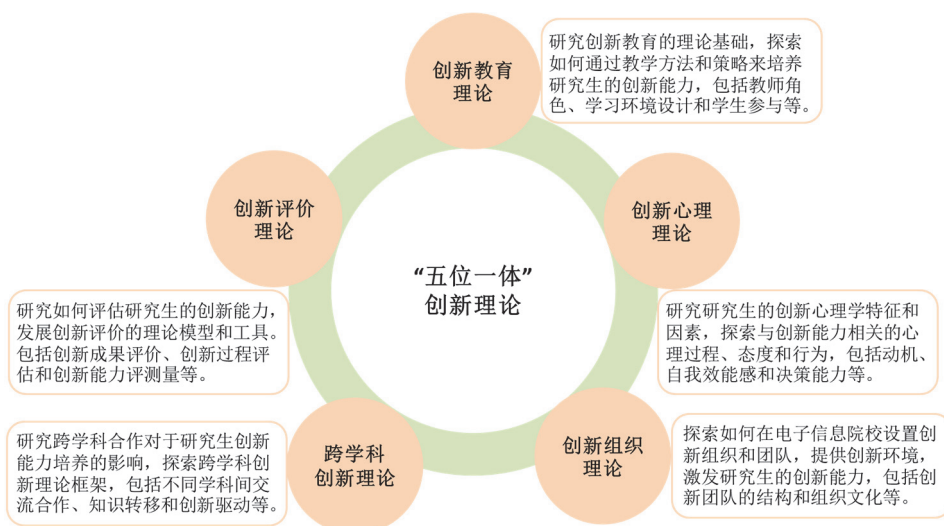 创新教育
理论
研究创新教育的理论基础，探索
如何通过教学方法和策略来培养
研究生的创新能力，包括教师角
色、学习环境设计和学生参与等。
创新评价
理论
创新心理
理论
“五位一体”
创新理论
研究如何评估研究生的创新能力，
发展创新评价的理论模型和工具。
包括创新成果评价、创新过程评
估和创新能力评测量等。
研究研究生的创新心理学特征和
因素，探索与创新能力相关的心
理过程、态度和行为，包括动机、
自我效能感和决策能力等。
研究跨学科合作对于研究生创新
能力培养的影响，探索跨学科创
新理论框架，包括不同学科间交
流合作、知识转移和创新驱动等。
跨学科
创新理论
创新组织
理论
探索如何在电子信息院校设置创
新组织和团队，提供创新环境，
激发研究生的创新能力，包括创
新团队的结构和组织文化等。